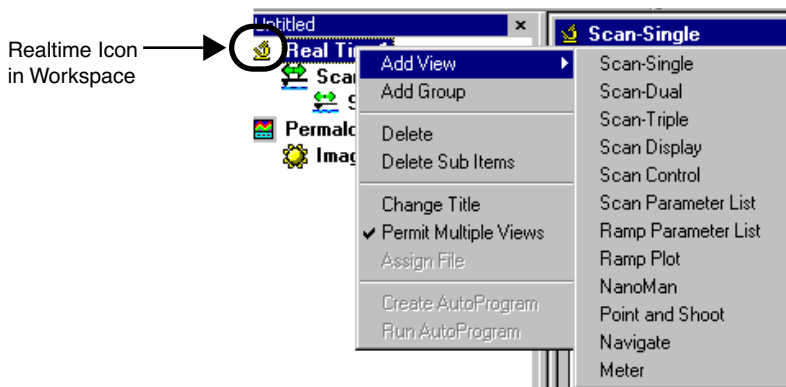 Untitled
Scan-Single
Realtime Icon
in Workspace
Real Tim
Scan
Permalo
Imag
Add View
Add Group
Delete
Delete Sub Items
Change Title
Permit Multiple Views
Assign File
Create AutoProgram
Run AutoProgram
Scan-Single
Scan-Dual
Scan-Triple
Scan Display
Scan Control
Scan Parameter List
Ramp Parameter List
Ramp Plot
NanoMan
Point and Shoot
Navigate
Meter